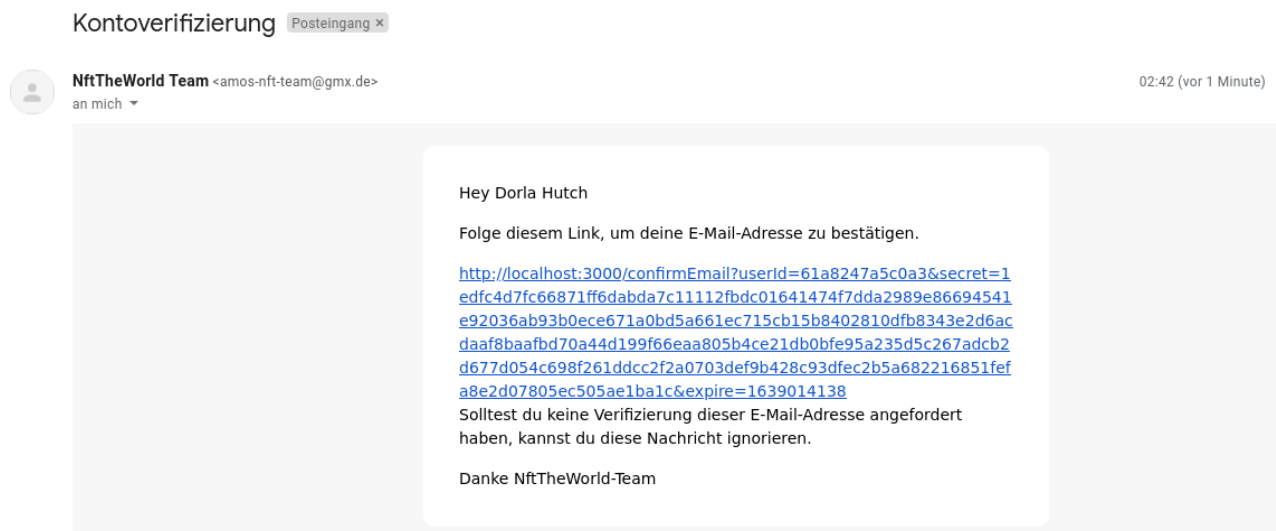 Kontoverifizierung Posteingang ×
NftTheWorld Team <amos-nft-team@gmx.de> 02:42 (vor 1 Minute)
an mich
Hey Dorla Hutch
Folge diesem Link, um deine E-Mail-Adresse zu bestätigen.
http://localhost:3000/confirmEmail?userId=61a8247a5c0a3&secret=1
edfc4d7fc66871ff6dabda7c11112fbdc01641474f7dda2989e86694541
e92036ab93b0ece671a0bd5a661ec715cb15b8402810dfb8343e2d6ac
daaf8baafbd70a44d199f66eaa805b4ce21db0bfe95a235d5c267adcb2
d677d054c698f261ddcc2f2a0703def9b428c93dfec2b5a682216851fef
a8e2d07805ec505ae1ba1c&expire=1639014138
Solltest du keine Verifizierung dieser E-Mail-Adresse angefordert
haben, kannst du diese Nachricht ignorieren.
Danke NftTheWorld-Team